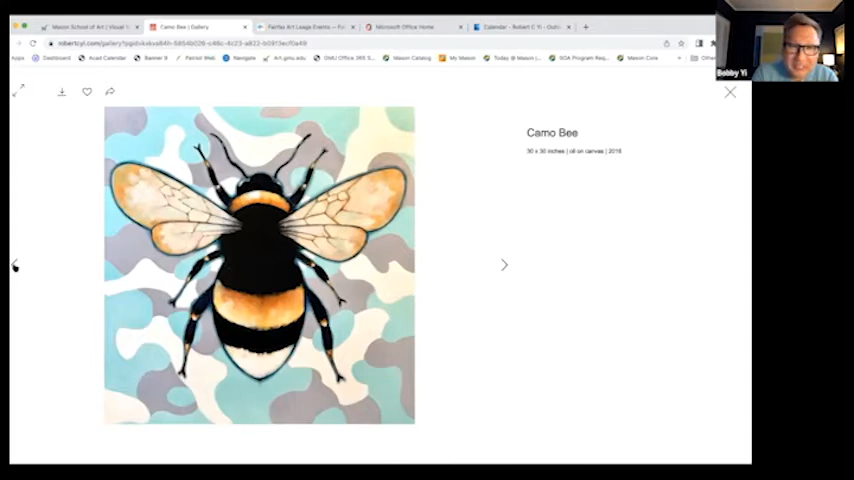 Mason School of Art | Visual
Camo Bee | Gallery
Fairfax Art League Events
Microsoft Office Home
Calendar - Robert C Yi - Outl
Apps
Dashboard
Acad Calendar
Banner 9
Patriot Web
Navigate
Art.gmu.edu
GMU Office 365
Mason Catalog
My Mason
Today @ Mason
SOA Program Req...
Mason Core
Bobby Yi
Camo Bee
30 x 30 inches | oil on canvas | 2018